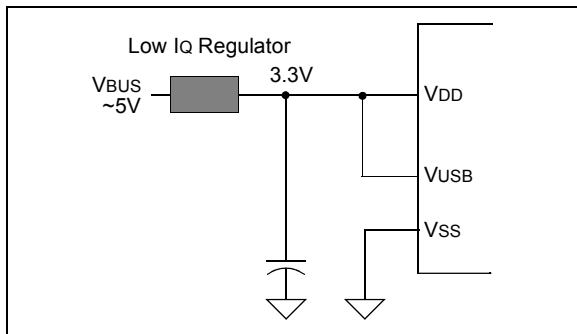 Low IQ Regulator
3.3V
VBUS
~5V
VDD
VUSB
VSS